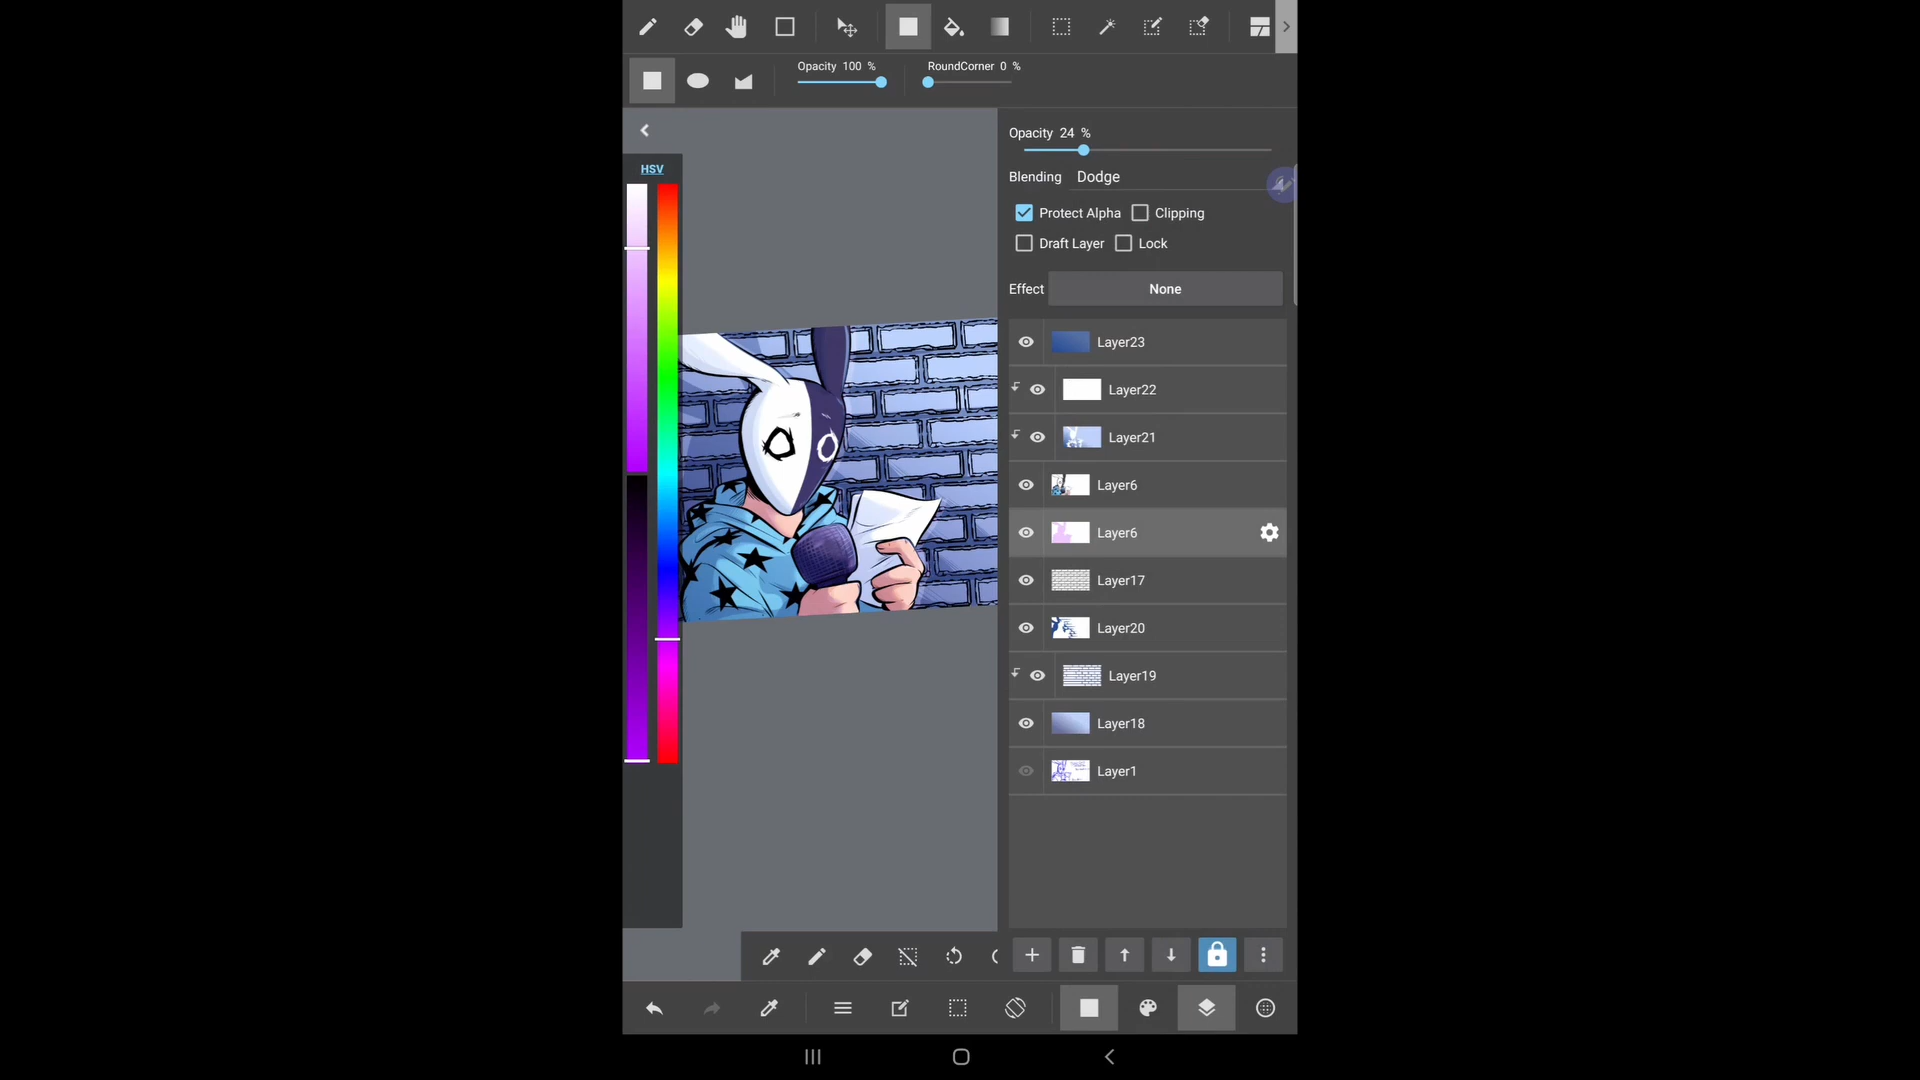 Opacity 100 %
RoundCorner 0 %
HSV
Opacity 24 %
Blending Dodge
Protect Alpha
Clipping
Draft Layer
Lock
Effect None
Layer23
Layer22
Layer21
Layer6
Layer6
Layer17
Layer20
Layer19
Layer18
Layer1